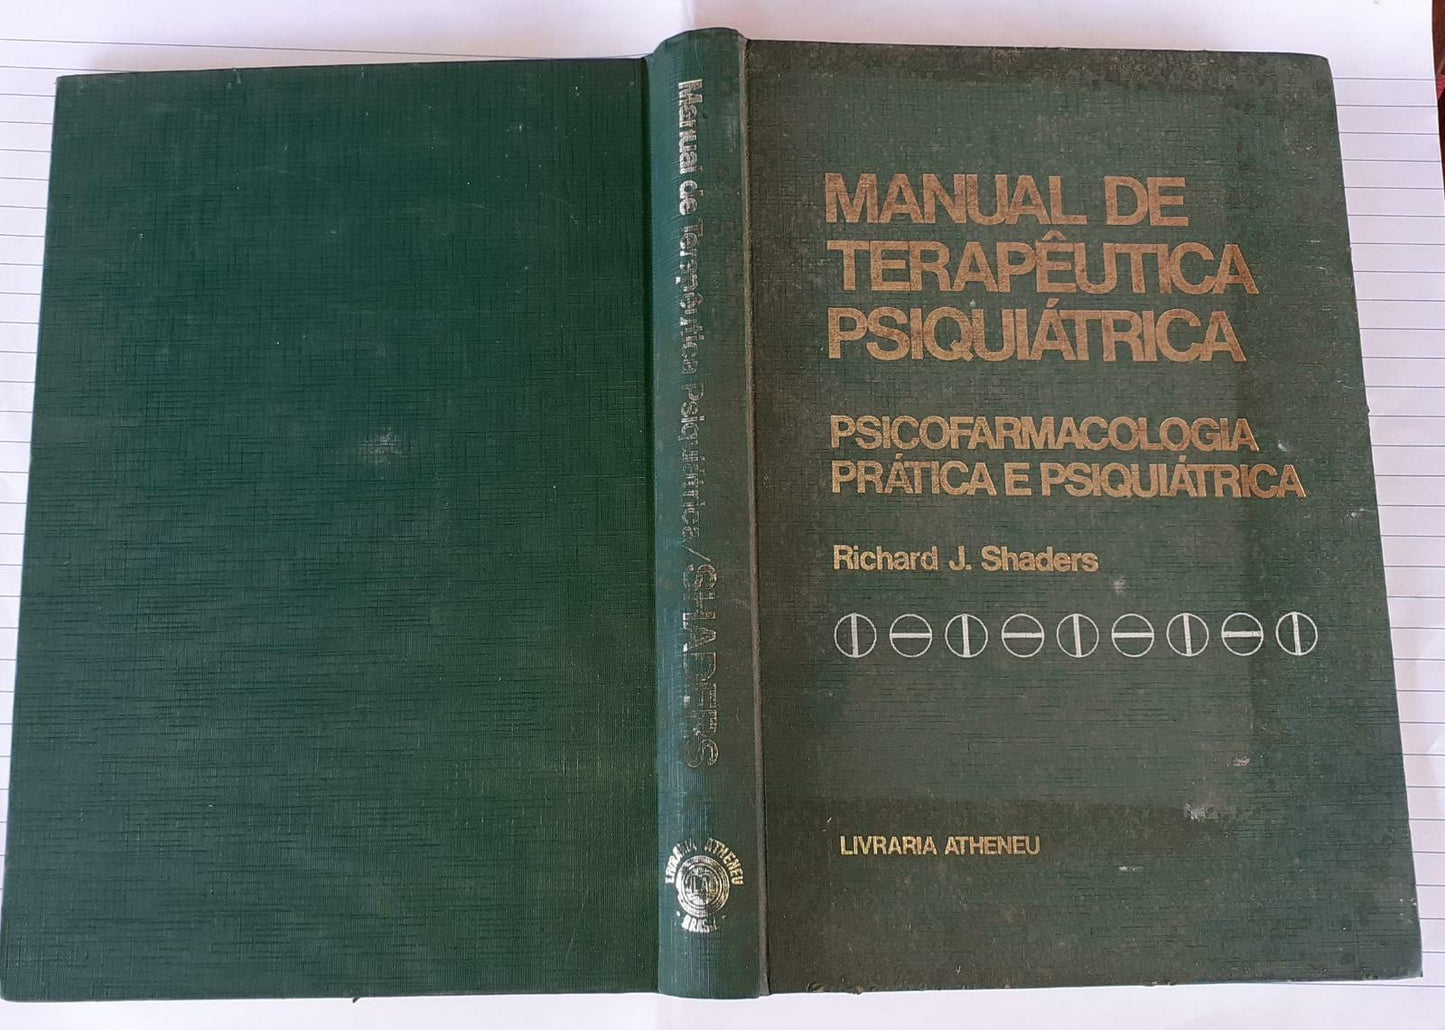 Manual de Terapêutica Psiquiátrica/SHADERS
LIVRARIA ATHENEU
BRASIL
MANUAL DE
TERAPÊUTICA
PSIQUIÁTRICA
PSICOFARMACOLOGIA
PRÁTICA E PSIQUIÁTRICA
Richard J. Shaders
LIVRARIA ATHENEU